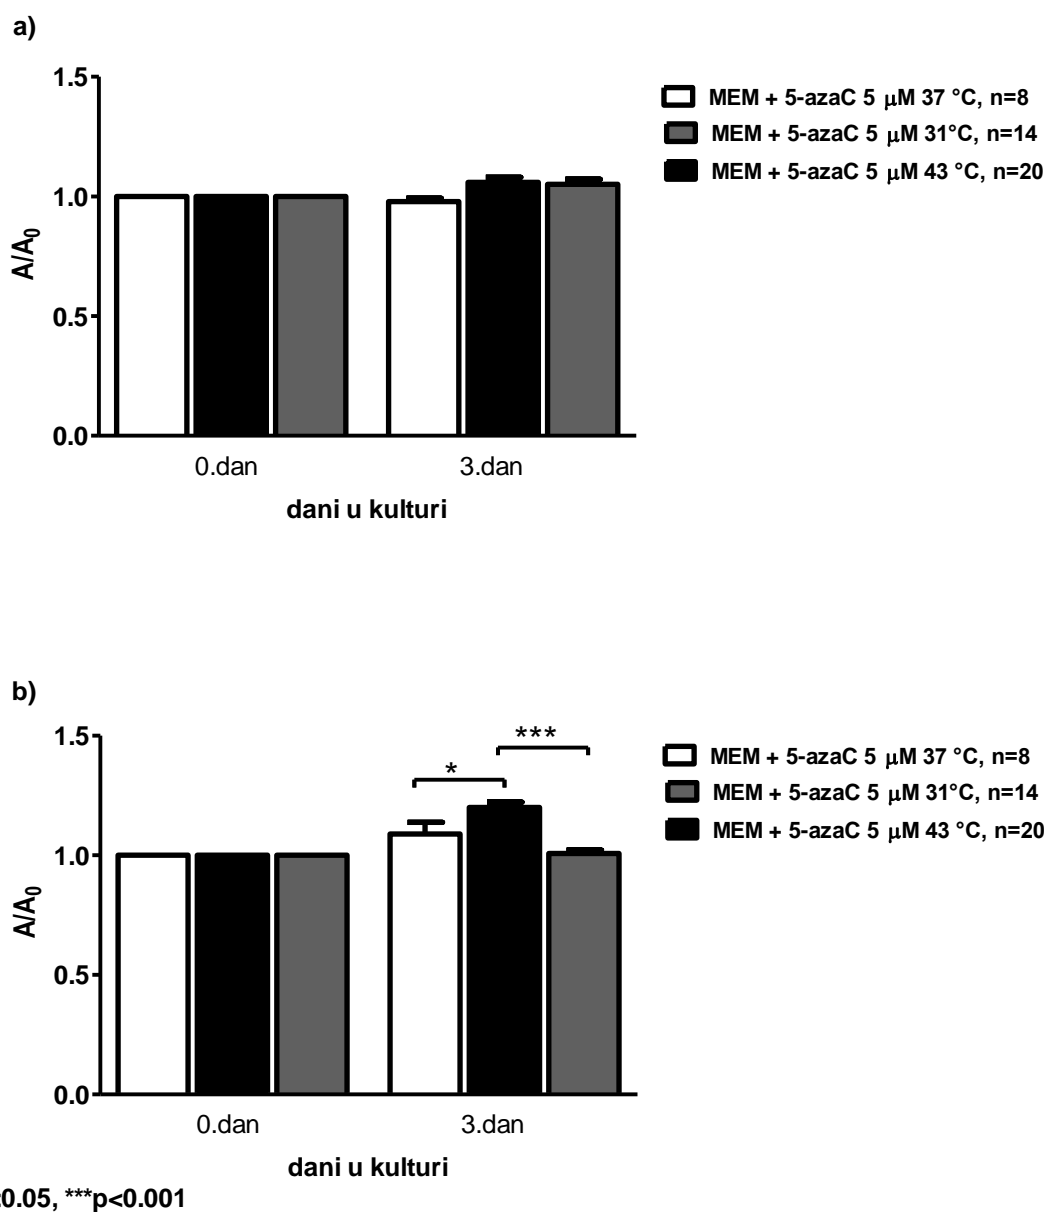 a)
1.5
1.0
0.5
0.0
A/A0
0.dan 3.dan
dani u kulturi
MEM + 5-azaC 5 μM 37 °C, n=8
MEM + 5-azaC 5 μM 31°C, n=14
MEM + 5-azaC 5 μM 43 °C, n=20
b)
1.5
1.0
0.5
0.0
A/A0
* ***
0.dan 3.dan
dani u kulturi
MEM + 5-azaC 5 μM 37 °C, n=8
MEM + 5-azaC 5 μM 31°C, n=14
MEM + 5-azaC 5 μM 43 °C, n=20
0.05, ***p<0.001